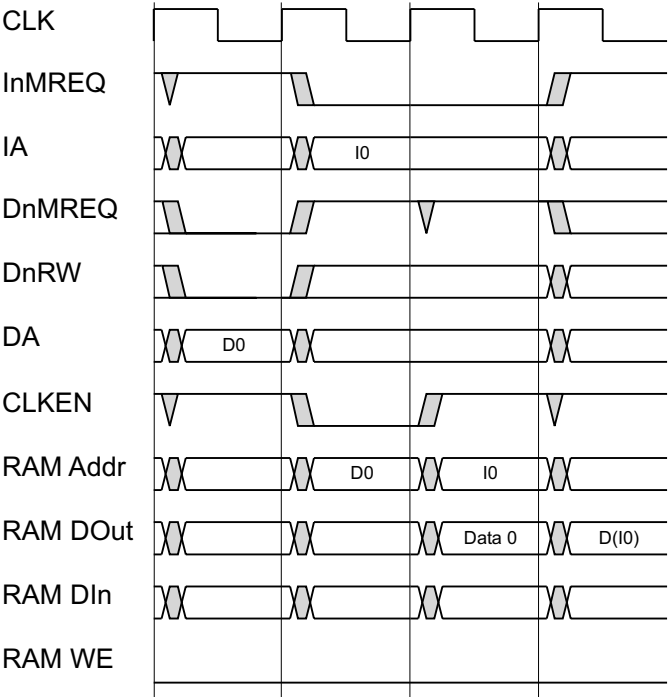 CLK
InMREQ
IA I0
DnMREQ
DnRW
DA D0
CLKEN
RAM Addr D0 I0
RAM DOut Data 0 D(I0)
RAM DIn
RAM WE